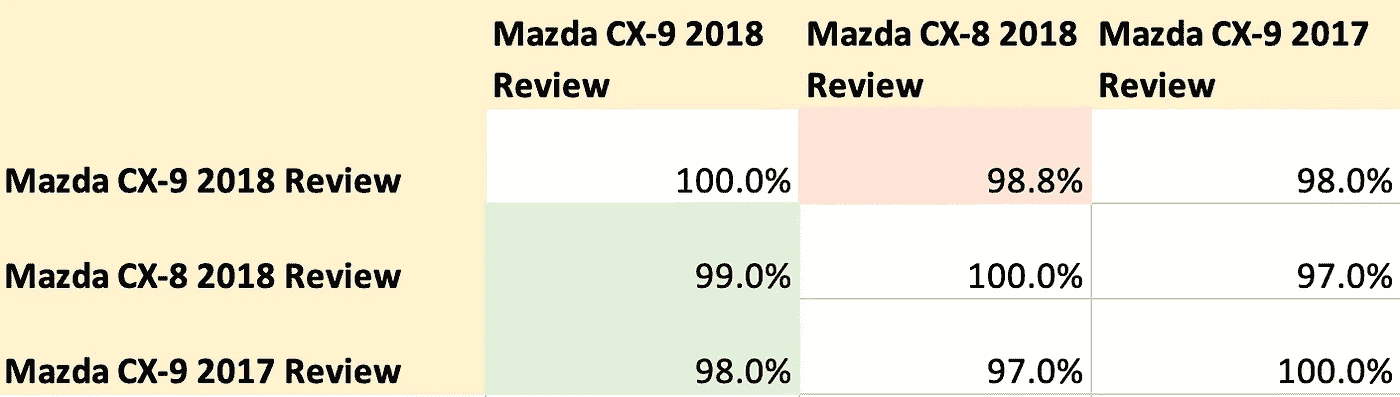 Mazda CX-9 2018 Mazda CX-8 2018 Mazda CX-9 2017
Review Review Review
Mazda CX-9 2018 Review 100.0% 98.8% 98.0%
Mazda CX-8 2018 Review 99.0% 100.0% 97.0%
Mazda CX-9 2017 Review 98.0% 97.0% 100.0%